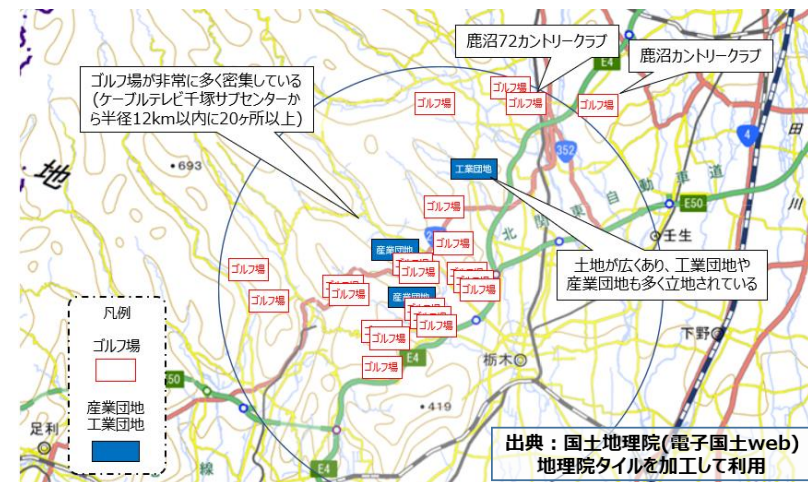 鹿沼72カントリークラブ
鹿沼カントリークラブ
ゴルフ場が非常に多く密集している
(ケーブルテレビ千塚サブセンターか
ら半径12km以内に20ヶ所以上)
E4
ゴルフ場
ゴルフ場
ゴルフ場
ゴルフ場
4
田
川
352
工業団地
・693
地
北関東自動車道
E50
ゴルフ場
ゴルフ場
産業団地
壬生
土地が広くあり、工業団地や
産業団地も多く立地されている
ゴルフ場
ゴルフ場
ゴルフ場
ゴルフ場
ゴルフ場
ゴルフ場
産業団地
ゴルフ場
ゴルフ場
ゴルフ場
凡例
ゴルフ場
産業団地
工業団地
E4
栃木
下野
ゴルフ場
50
・419
足利
線
E4
出典：国土地理院(電子国土web)
地理院タイルを加工して利用